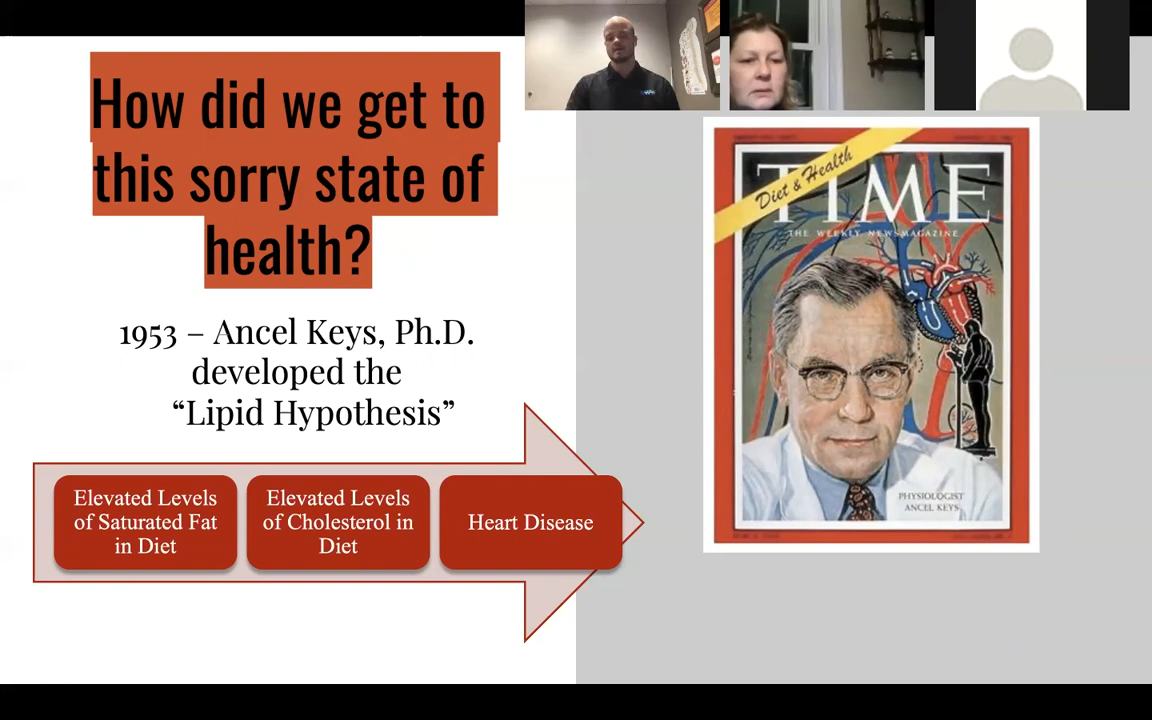 How did we get to
this sorry state of
health?
1953 – Ancel Keys, Ph.D.
developed the
“Lipid Hypothesis”
Elevated Levels
of Saturated Fat
in Diet
Elevated Levels
of Cholesterol in
Diet
Heart Disease
Diet & Health
TIME
THE WEEKLY NEWSMAGAZINE
PHYSIOLOGIST
ANCEL KEYS